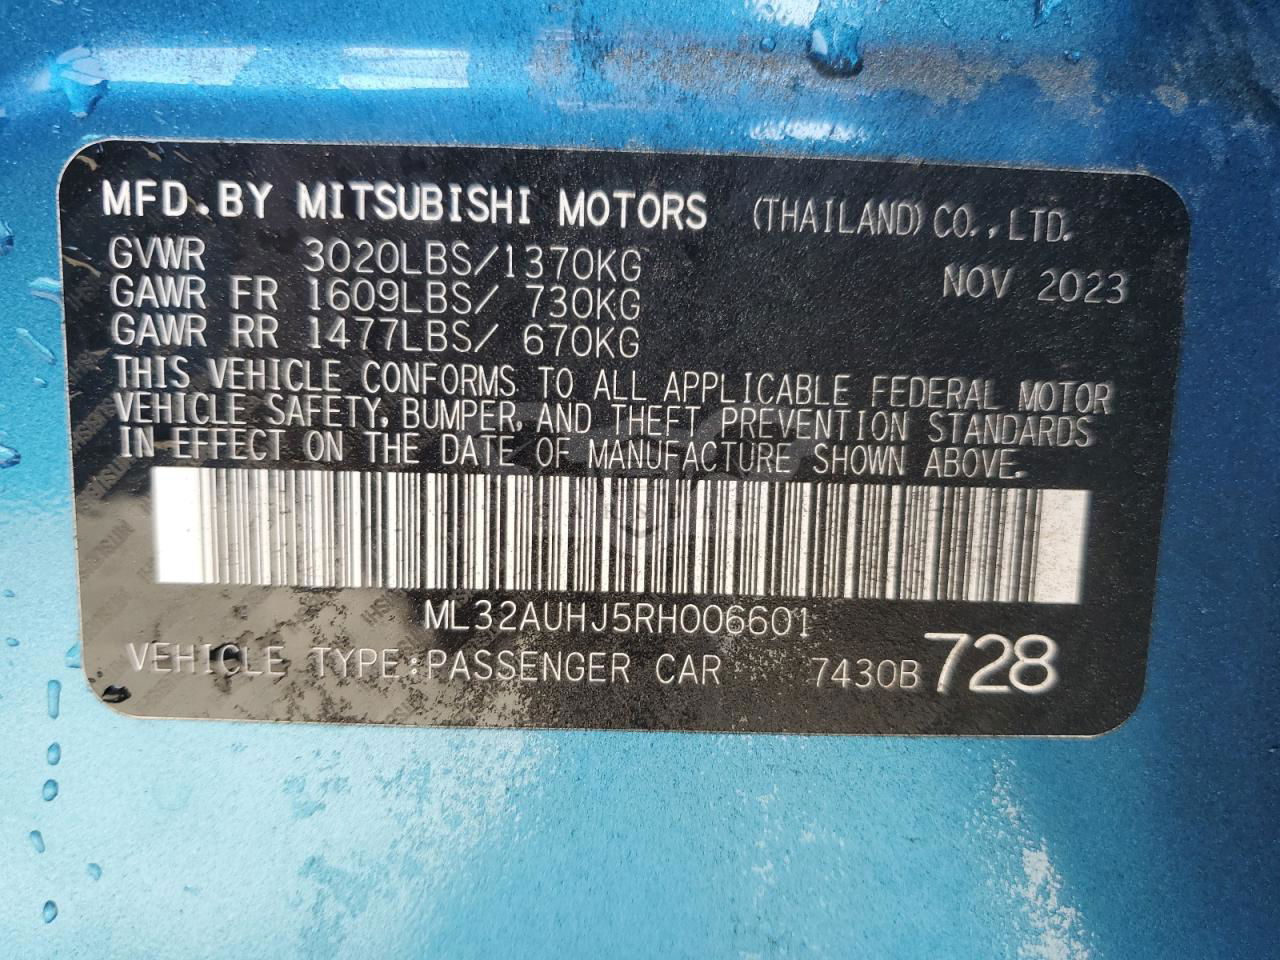 MFD.BY MITSUBISHI MOTORS (THAILAND) CO.,LTD.
GVWR 3020LBS/1370KG NOV 2023
GAWR FR 1609LBS/ 730KG
GAWR RR 1477LBS/ 670KG
THIS VEHICLE CONFORMS TO ALL APPLICABLE FEDERAL MOTOR
VEHICLE SAFETY, BUMPER, AND THEFT PREVENTION STANDARDS
IN EFFECT ON THE DATE OF MANUFACTURE SHOWN ABOVE.
ML32AUHJ5RH006601
VEHICLE TYPE:PASSENGER CAR 7430B 728